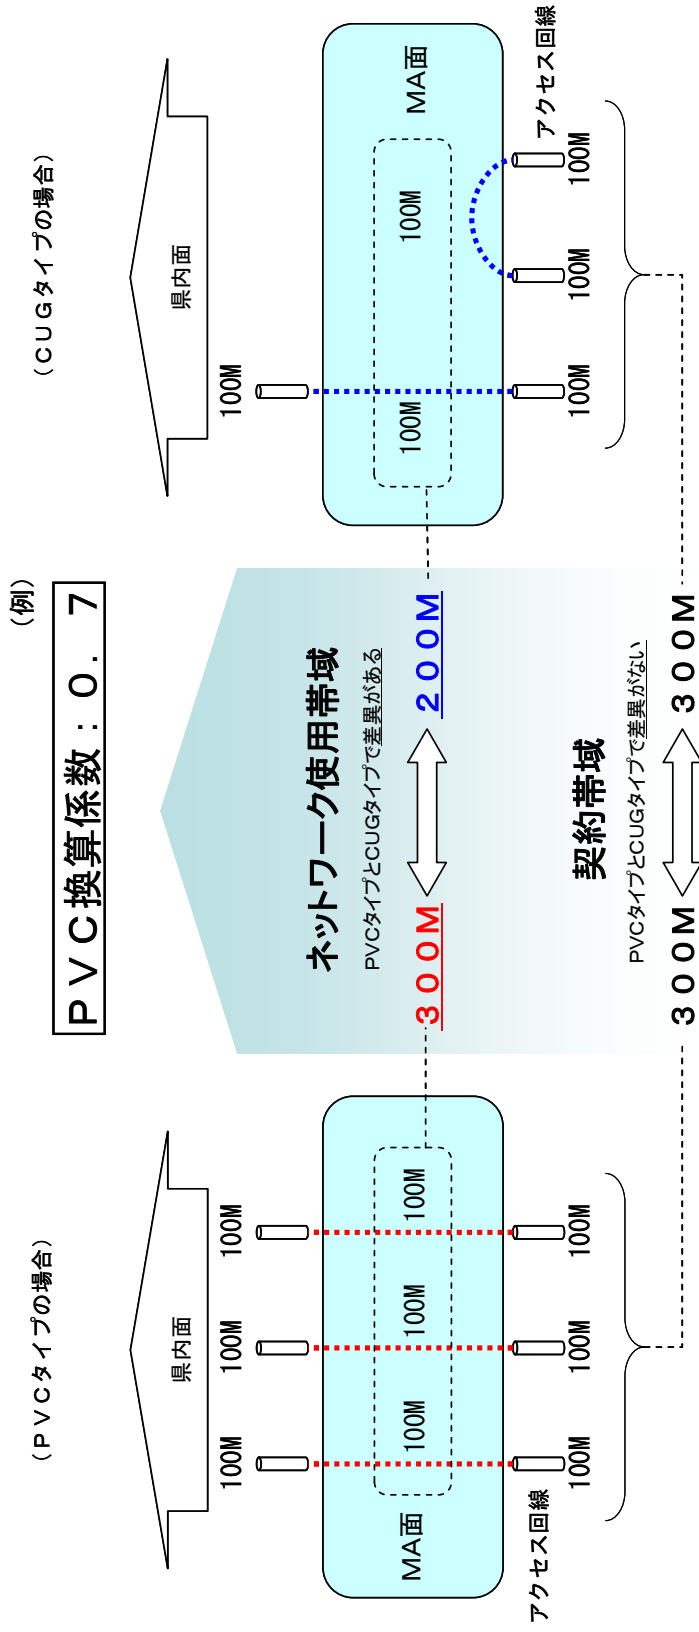 (例)
PVC換算係数：0．7
(PVCタイプの場合)
県内面
100M
100M
100M
MA面
100M
100M
100M
アクセス回線
100M
100M
100M
ネットワーク使用帯域
PVCタイプとCUGタイプで差異がある
300M
200M
契約帯域
PVCタイプとCUGタイプで差異がない
300M
300M
(CUGタイプの場合)
県内面
100M
MA面
100M
100M
アクセス回線
100M
100M
100M